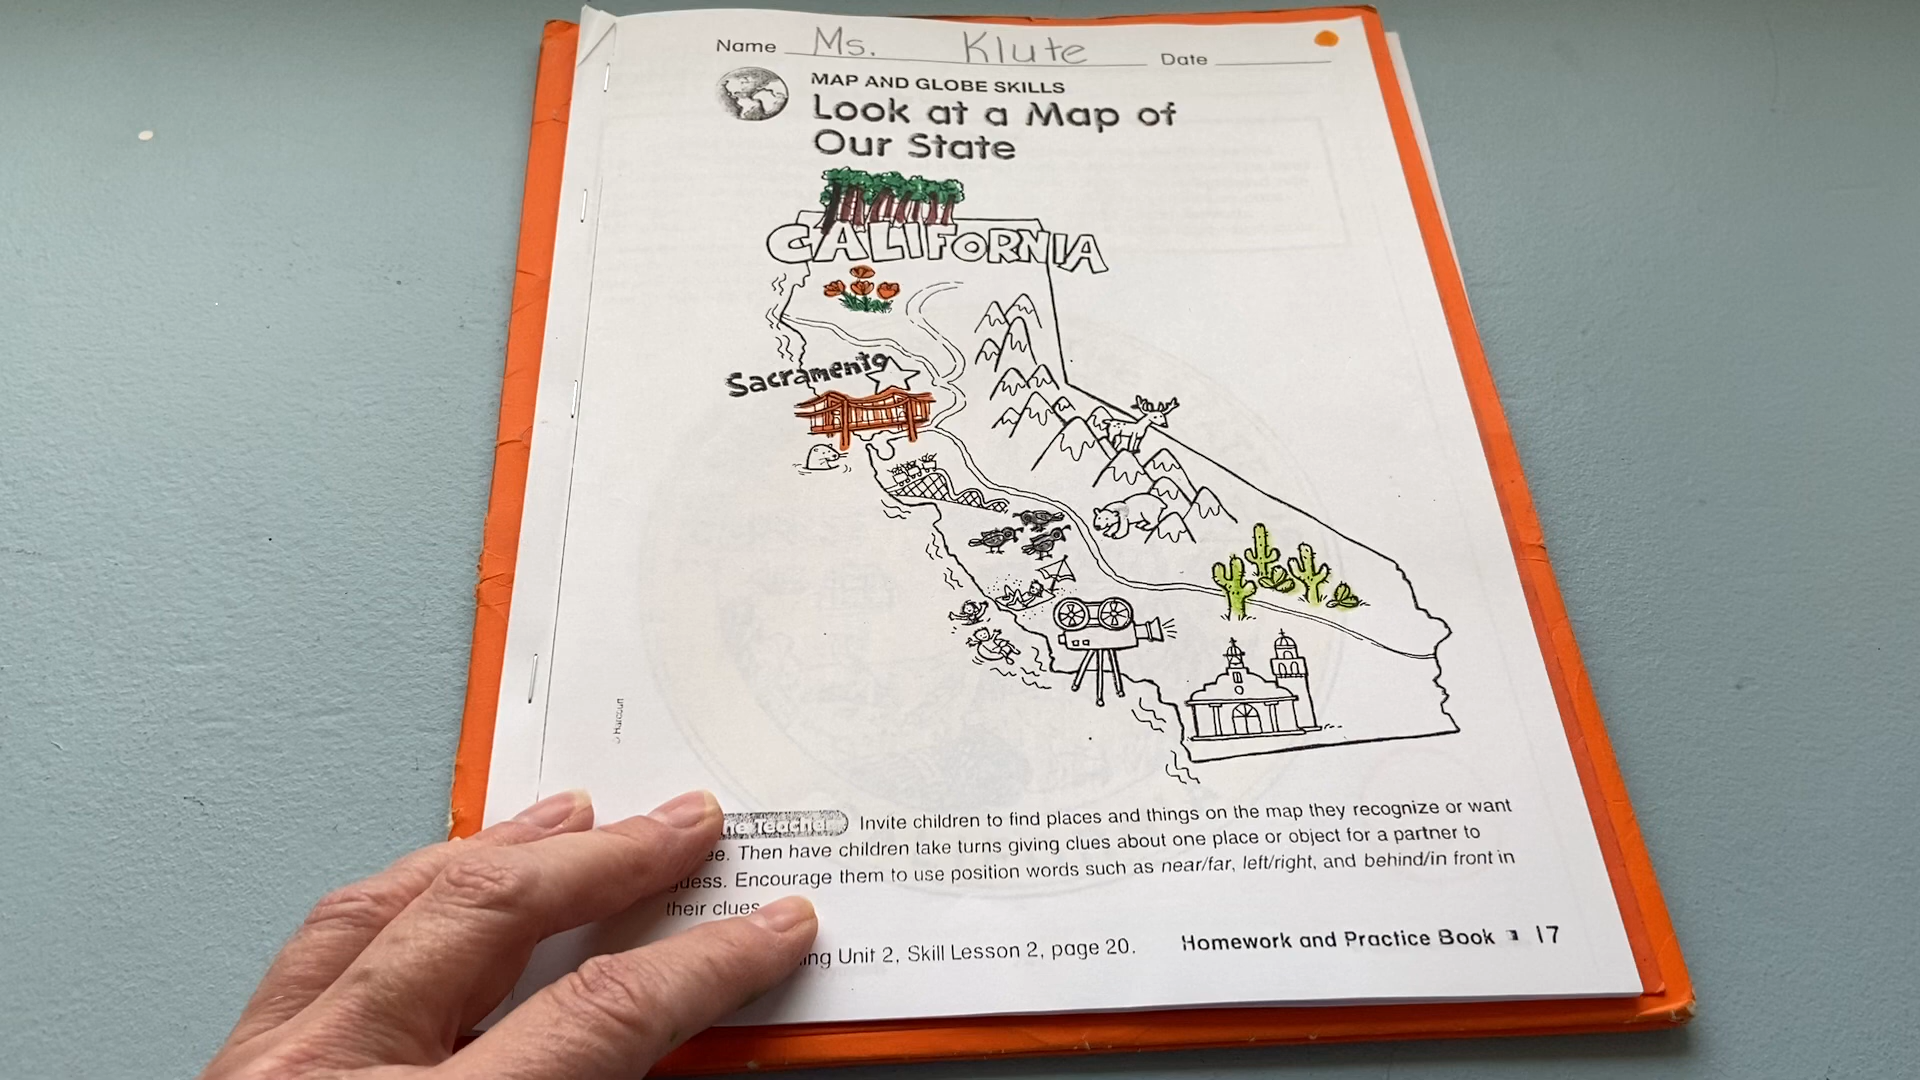 Name Ms. Klute Date
MAP AND GLOBE SKILLS
Look at a Map of
Our State
CALIFORNIA
Sacramento
© Harcourt
Teacher Invite children to find places and things on the map they recognize or want
Then have children take turns giving clues about one place or object for a partner to
guess. Encourage them to use position words such as near/far, left/right, and behind/in front in
their clues
Unit 2, Skill Lesson 2, page 20. Homework and Practice Book 17